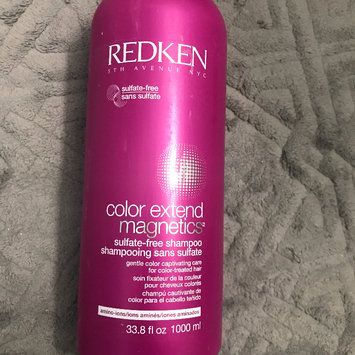 REDKEN
5TH AVENUE NYC
sulfate-free
sans sulfate
color extend
magnetics
sulfate-free shampoo
shampooing sans sulfate
gentle color captivating care
for color-treated hair
soin fixateur de la couleur
pour cheveux colorés
champú cautivante de
color para el cabello teñido
amino-ions/ions aminés/iones aminados
33.8 fl oz 1000 ml